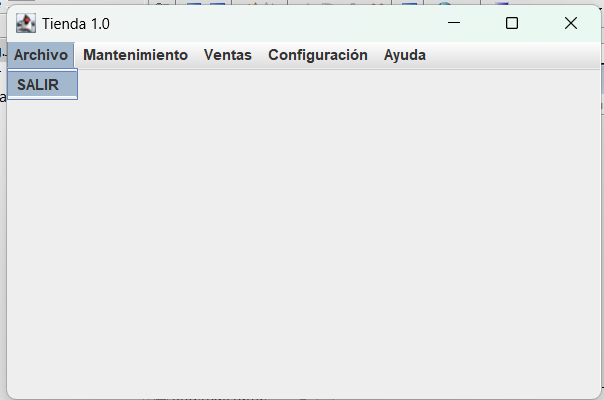 Tienda 1.0
Archivo Mantenimiento Ventas Configuración Ayuda
SALIR